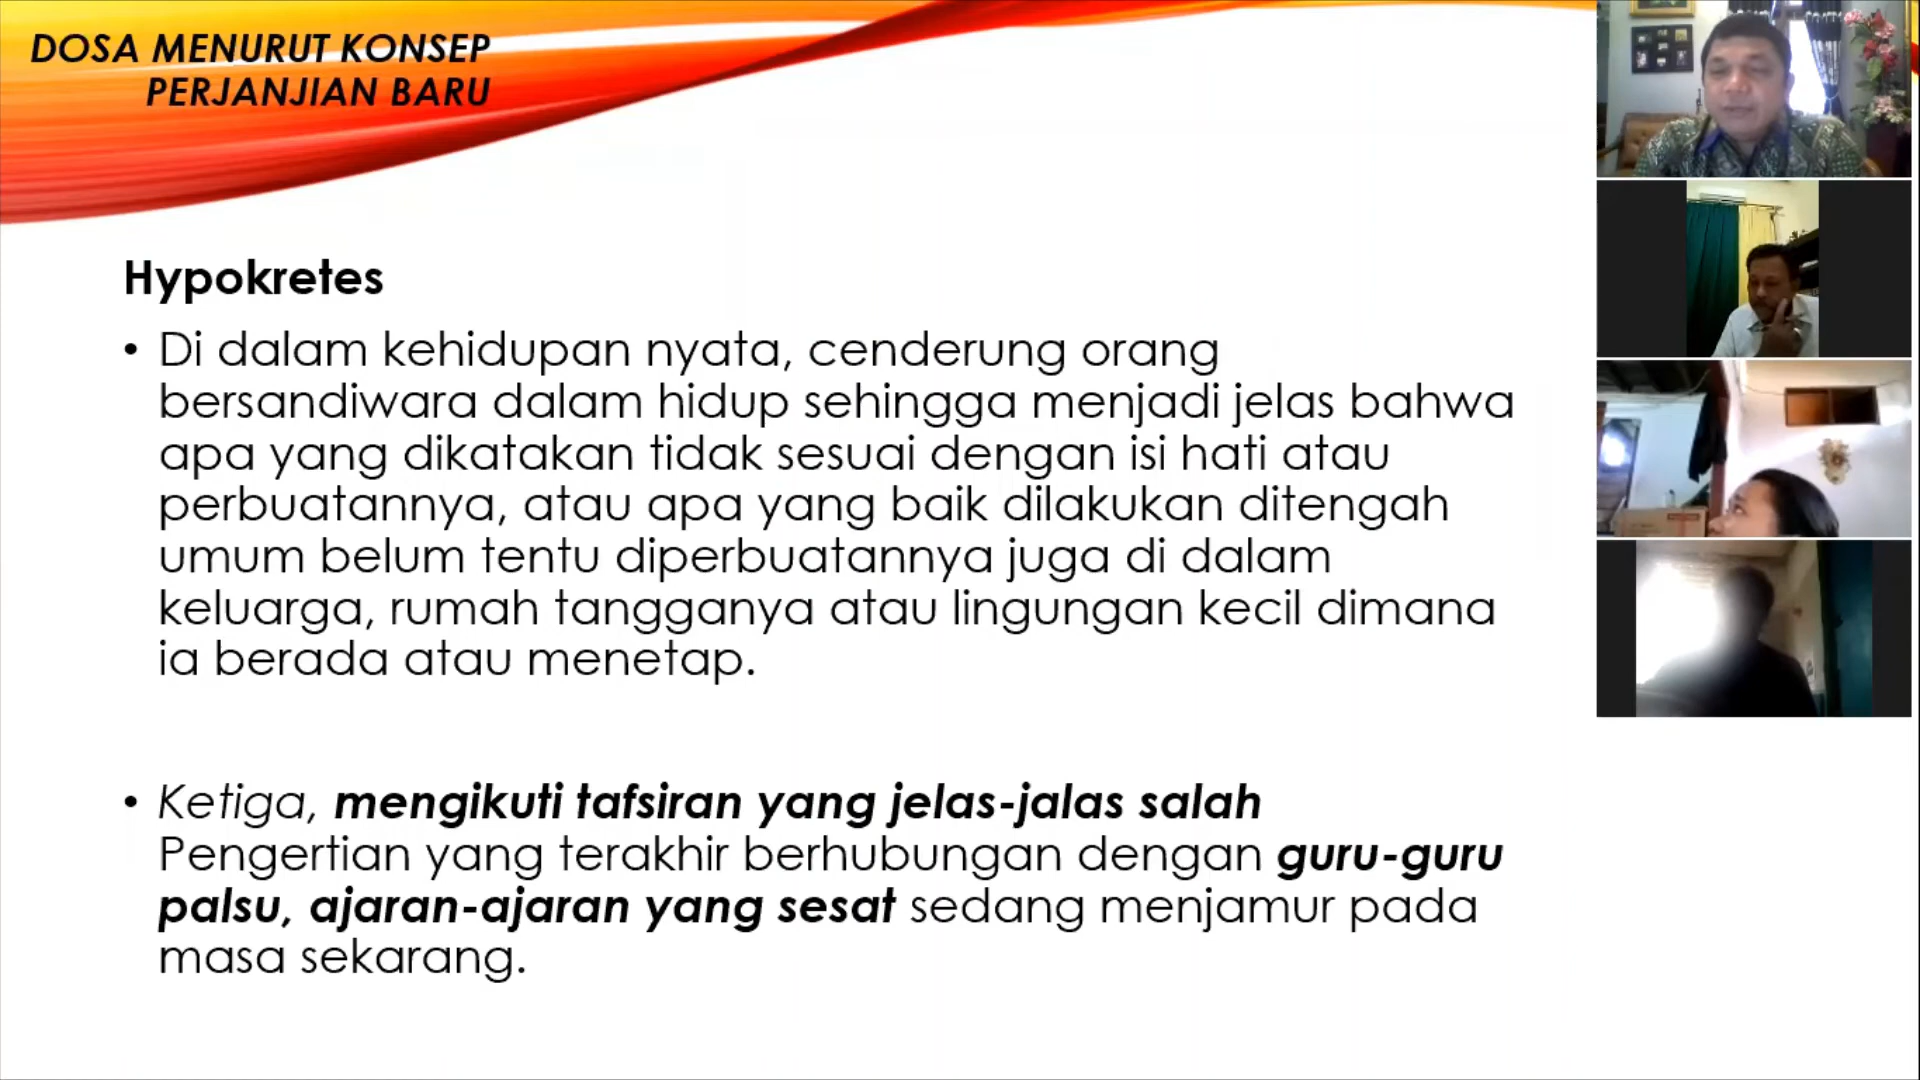 DOSA MENURUT KONSEP
PERJANJIAN BARU
Hypokretes
• Di dalam kehidupan nyata, cenderung orang
bersandiwara dalam hidup sehingga menjadi jelas bahwa
apa yang dikatakan tidak sesuai dengan isi hati atau
perbuatannya, atau apa yang baik dilakukan ditengah
umum belum tentu diperbuatannya juga di dalam
keluarga, rumah tangganya atau lingungan kecil dimana
ia berada atau menetap.
• Ketiga, mengikuti tafsiran yang jelas-jalas salah
Pengertian yang terakhir berhubungan dengan guru-guru
palsu, ajaran-ajaran yang sesat sedang menjamur pada
masa sekarang.